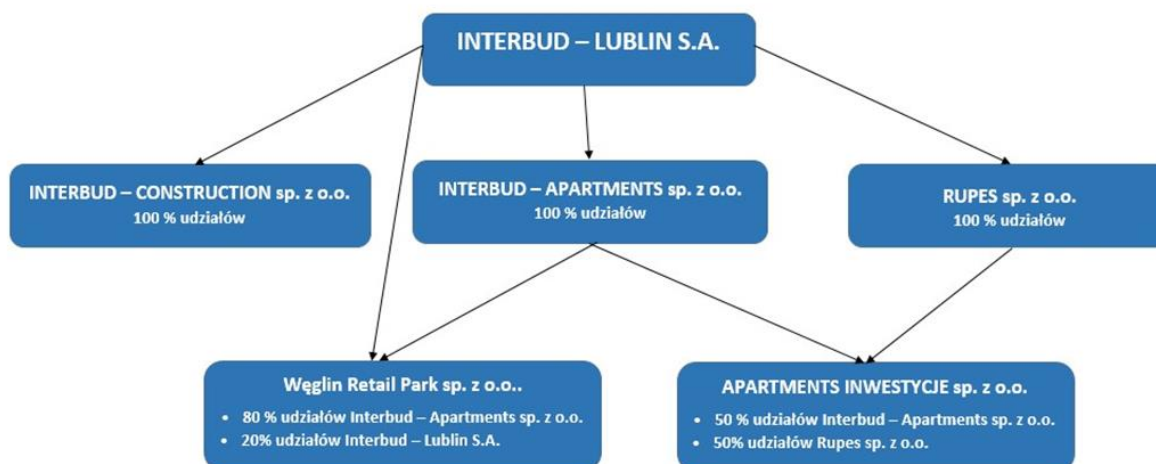 INTERBUD – LUBLIN S.A.
INTERBUD – CONSTRUCTION sp. z o.o.
100 % udziałów
INTERBUD – APARTMENTS sp. z o.o.
100 % udziałów
RUPES sp. z o.o.
100 % udziałów
Węglin Retail Park sp. z o.o..
• 80 % udziałów Interbud – Apartments sp. z o.o.
• 20% udziałów Interbud – Lublin S.A.
APARTMENTS INWESTYCJE sp. z o.o.
• 50 % udziałów Interbud – Apartments sp. z o.o.
• 50% udziałów Rupes sp. z o.o.